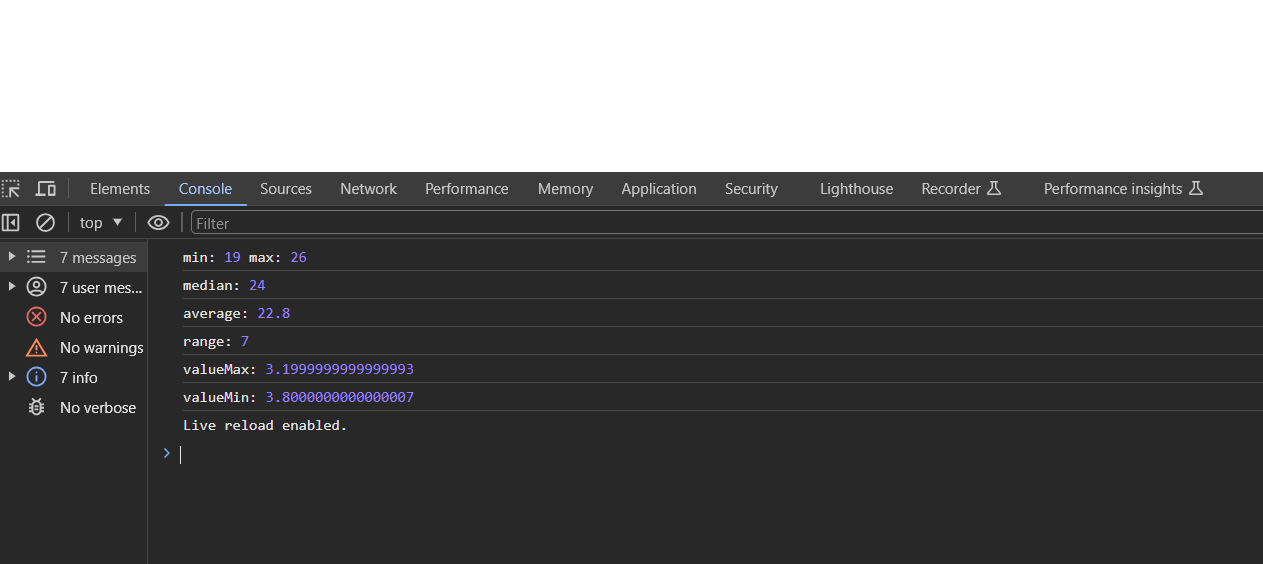 Elements Console Sources Network Performance Memory Application Security Lighthouse Recorder Performance insights
top Filter
7 messages
7 user mes...
No errors
No warnings
7 info
No verbose
min: 19 max: 26
median: 24
average: 22.8
range: 7
valueMax: 3.1999999999999993
valueMin: 3.8000000000000007
Live reload enabled.